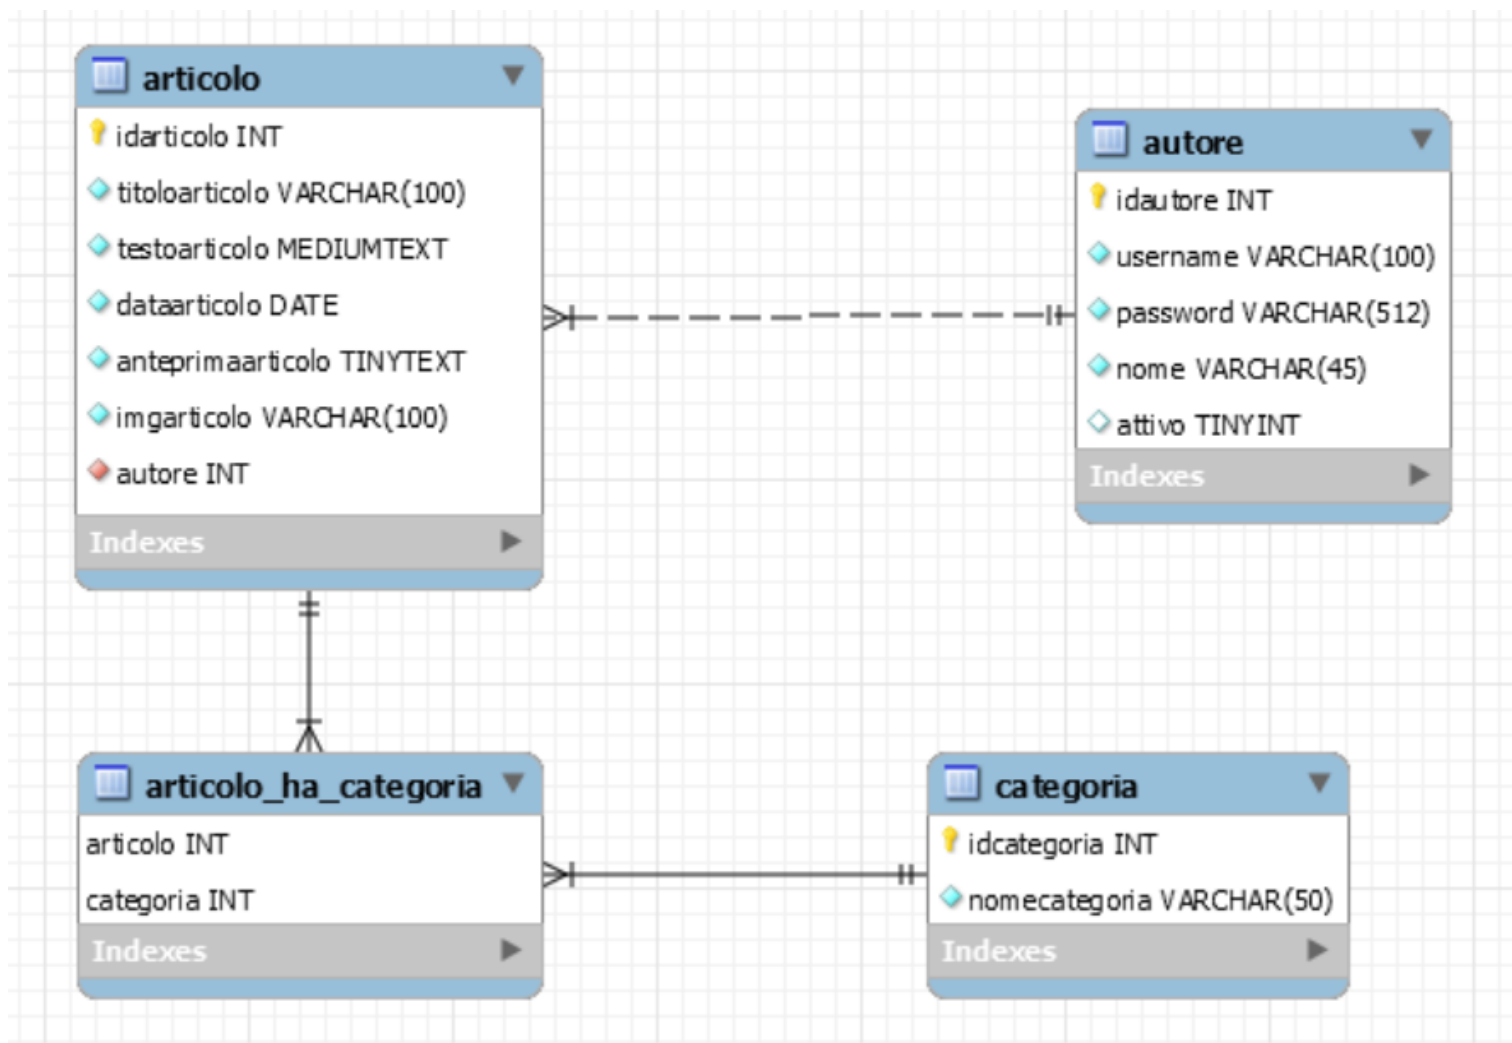 articolo
idarticolo INT
titoloarticolo VARCHAR(100)
testoarticolo MEDIUMTEXT
dataarticolo DATE
anteprimaarticolo TINYTEXT
imgarticolo VARCHAR(100)
autore INT
Indexes
autore
idautore INT
username VARCHAR(100)
password VARCHAR(512)
nome VARCHAR(45)
attivo TINYINT
Indexes
articolo_ha_categoria
articolo INT
categoria INT
Indexes
categoria
idcategoria INT
nomecategoria VARCHAR(50)
Indexes